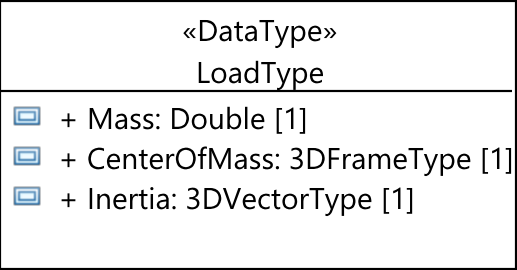 «DataType»
LoadType
+ Mass: Double [1]
+ CenterOfMass: 3DFrameType [1]
+ Inertia: 3DVectorType [1]